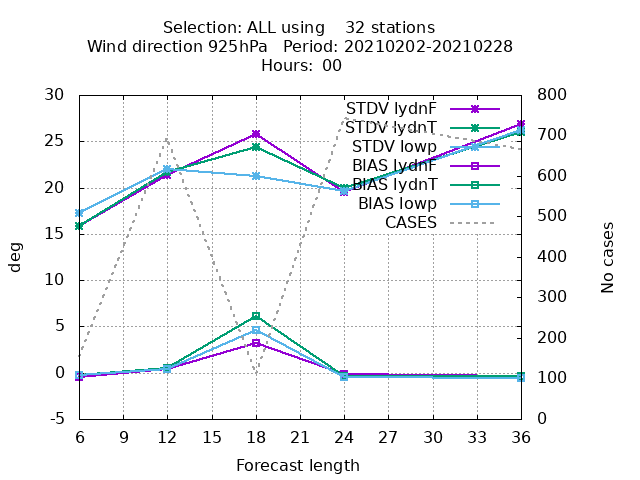 Selection: ALL using    32 stations
Wind direction 925hPa   Period: 20210202-20210228
Hours: 00
STDV lydnF
STDV lydnT
STDV lowp
BIAS lydnF
BIAS lydnT
BIAS lowp
CASES
30
25
20
15
10
5
0
-5
deg
800
700
600
500
400
300
200
100
0
No cases
6 9 12 15 18 21 24 27 30 33 36
Forecast length